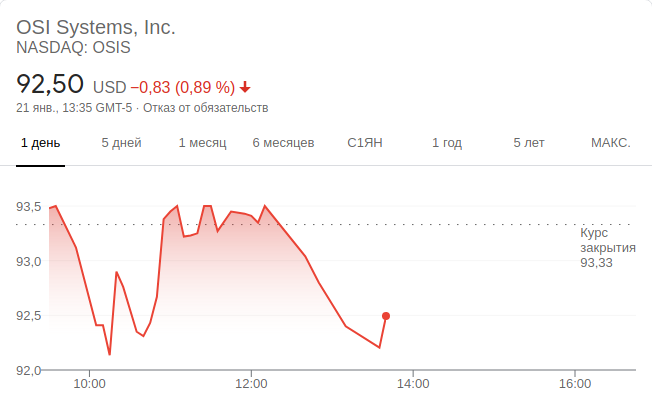 OSI Systems, Inc.
NASDAQ: OSIS
92,50 USD −0,83 (0,89 %)
21 янв., 13:35 GMT-5 · Отказ от обязательств
1 день 5 дней 1 месяц 6 месяцев С1ЯН 1 год 5 лет МАКС.
93,5
Курс
закрытия
93,33
93,0
92,5
92,0
10:00 12:00 14:00 16:00